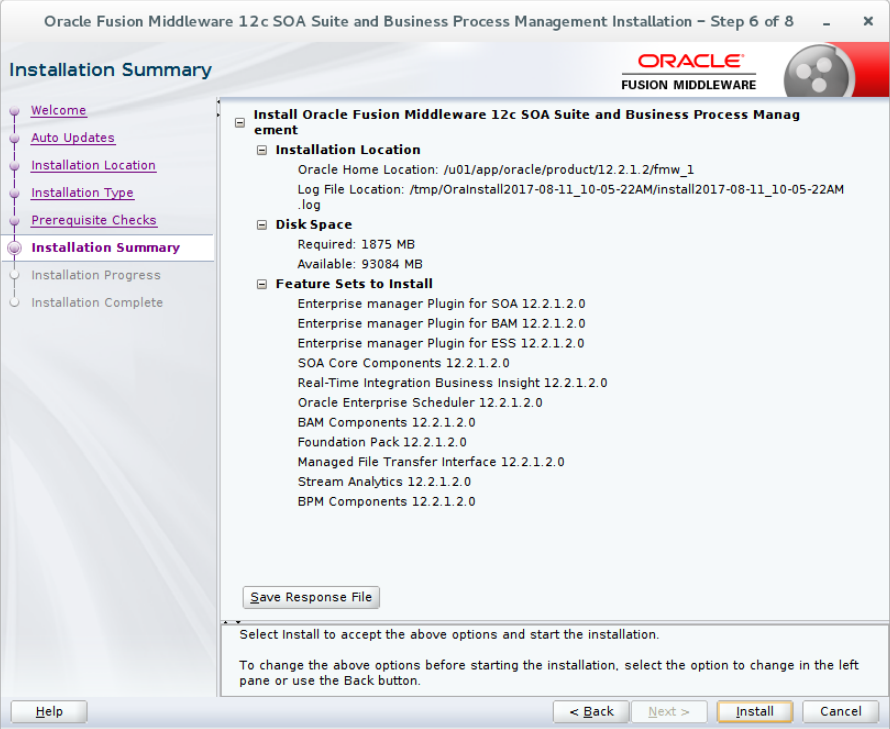 Oracle Fusion Middleware 12c SOA Suite and Business Process Management Installation – Step 6 of 8
Installation Summary
ORACLE
FUSION MIDDLEWARE
Welcome
Auto Updates
Installation Location
Installation Type
Prerequisite Checks
Installation Summary
Installation Progress
Installation Complete
Install Oracle Fusion Middleware 12c SOA Suite and Business Process Manag
ement
Installation Location
Oracle Home Location: /u01/app/oracle/product/12.2.1.2/fmw_1
Log File Location: /tmp/OraInstall2017-08-11_10-05-22AM/install2017-08-11_10-05-22AM
.log
Disk Space
Required: 1875 MB
Available: 93084 MB
Feature Sets to Install
Enterprise manager Plugin for SOA 12.2.1.2.0
Enterprise manager Plugin for BAM 12.2.1.2.0
Enterprise manager Plugin for ESS 12.2.1.2.0
SOA Core Components 12.2.1.2.0
Real-Time Integration Business Insight 12.2.1.2.0
Oracle Enterprise Scheduler 12.2.1.2.0
BAM Components 12.2.1.2.0
Foundation Pack 12.2.1.2.0
Managed File Transfer Interface 12.2.1.2.0
Stream Analytics 12.2.1.2.0
BPM Components 12.2.1.2.0
Save Response File
Select Install to accept the above options and start the installation.
To change the above options before starting the installation, select the option to change in the left
pane or use the Back button.
Help
< Back
Next >
Install
Cancel